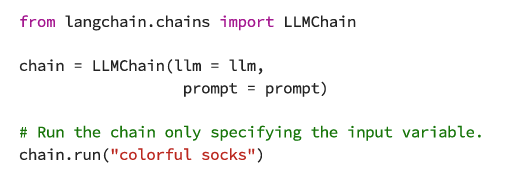 from langchain.chains import LLMChain
chain = LLMChain(llm = llm,
prompt = prompt)
# Run the chain only specifying the input variable.
chain.run("colorful socks")